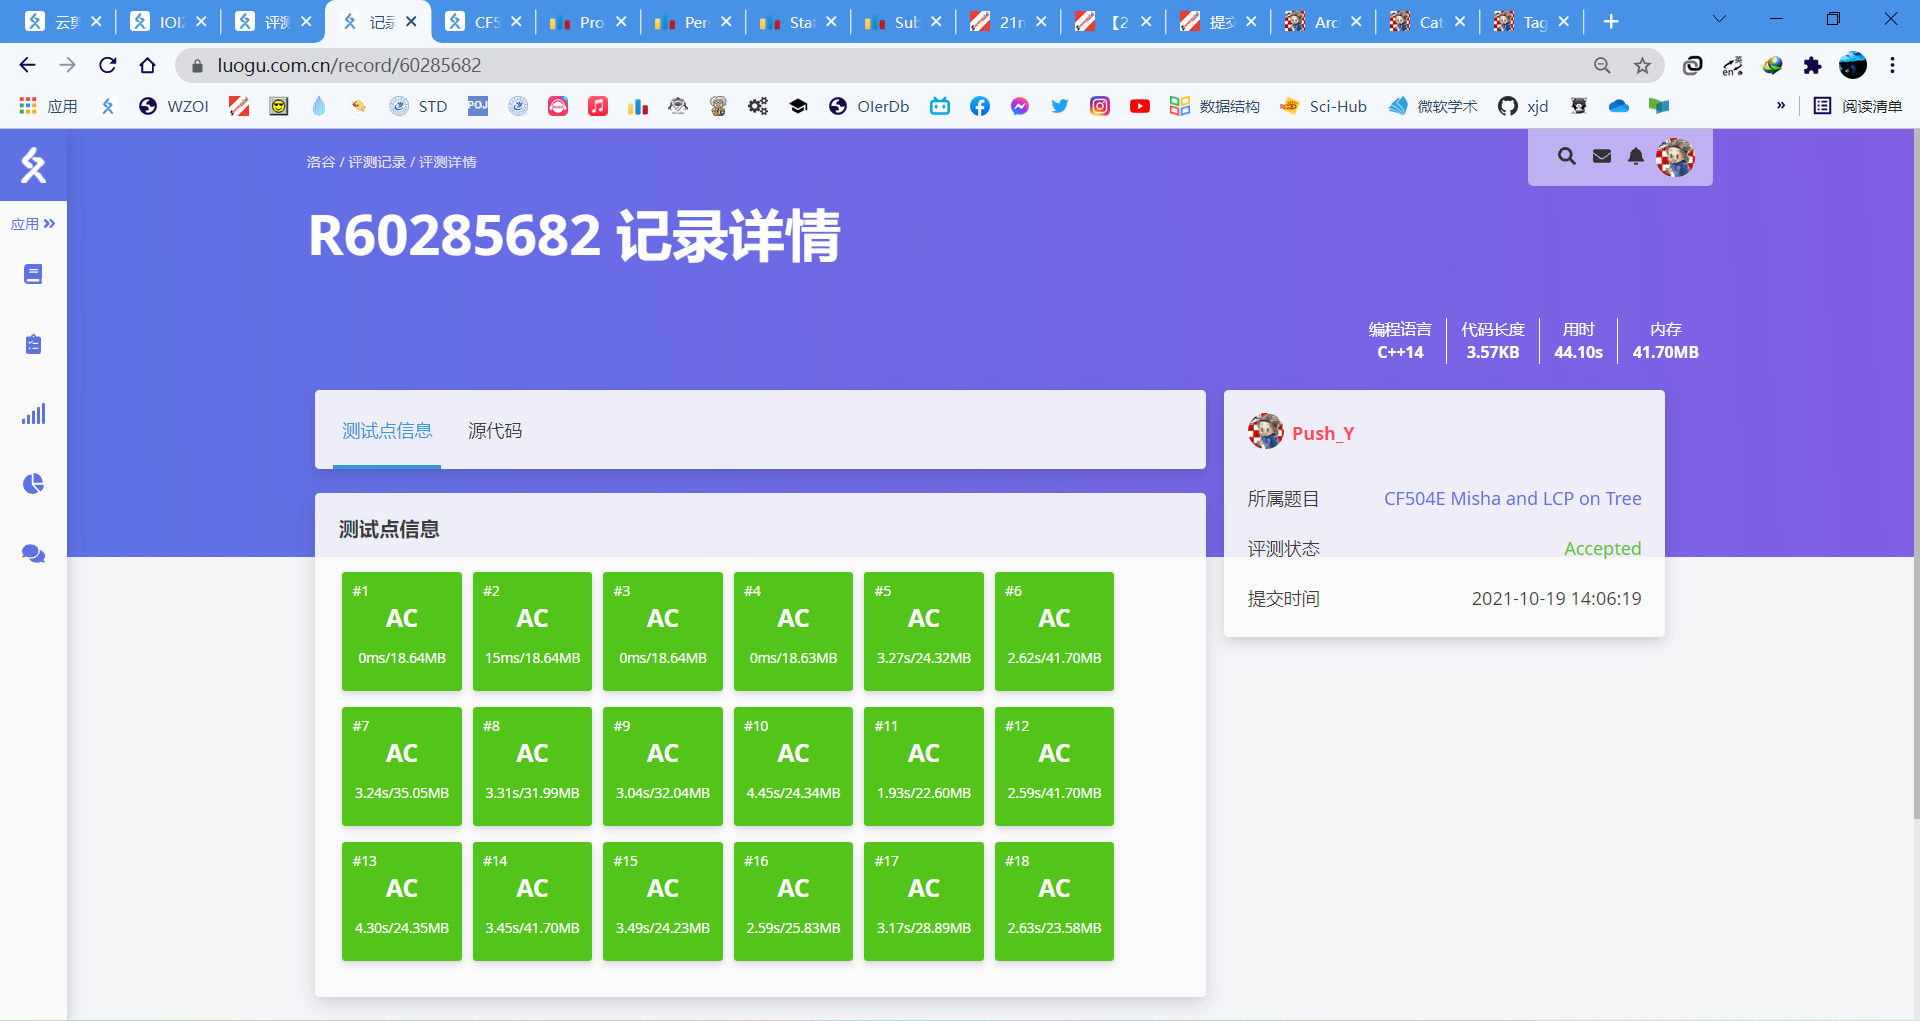 云剪
IOI2
评测
记录
CF5
Pro
Per
Stat
Sub
21n
【2
提交
Arc
Cat
Tag
luogu.com.cn/record/60285682
应用
WZOI
STD
POJ
OIerDb
数据结构
Sci-Hub
微软学术
xjd
»
阅读清单
洛谷 / 评测记录 / 评测详情
应用
R60285682 记录详情
编程语言 代码长度 用时 内存
C++14 3.57KB 44.10s 41.70MB
测试点信息 源代码
Push_Y
所属题目 CF504E Misha and LCP on Tree
评测状态 Accepted
提交时间 2021-10-19 14:06:19
测试点信息
#1 #2 #3 #4 #5 #6
AC AC AC AC AC AC
0ms/18.64MB 15ms/18.64MB 0ms/18.64MB 0ms/18.63MB 3.27s/24.32MB 2.62s/41.70MB
#7 #8 #9 #10 #11 #12
AC AC AC AC AC AC
3.24s/35.05MB 3.31s/31.99MB 3.04s/32.04MB 4.45s/24.34MB 1.93s/22.60MB 2.59s/41.70MB
#13 #14 #15 #16 #17 #18
AC AC AC AC AC AC
4.30s/24.35MB 3.45s/41.70MB 3.49s/24.23MB 2.59s/25.83MB 3.17s/28.89MB 2.63s/23.58MB